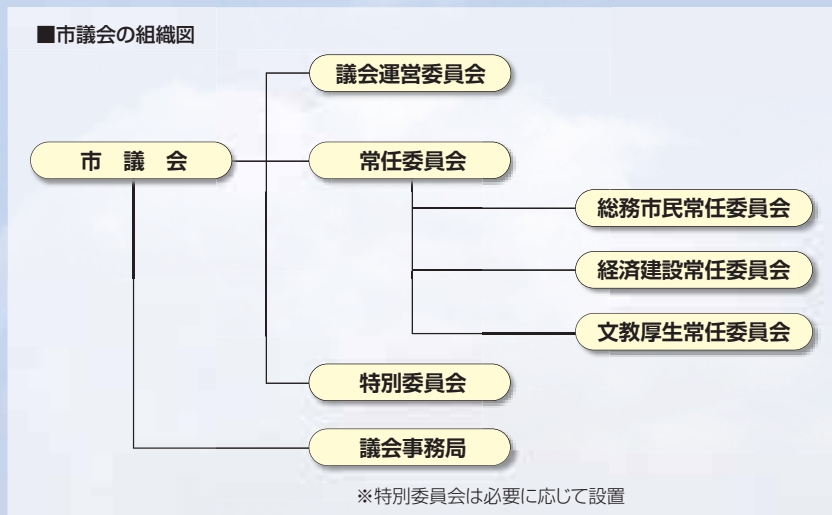 ■市議会の組織図
議会運営委員会
市　議　会
常任委員会
総務市民常任委員会
経済建設常任委員会
文教厚生常任委員会
特別委員会
議会事務局
※特別委員会は必要に応じて設置